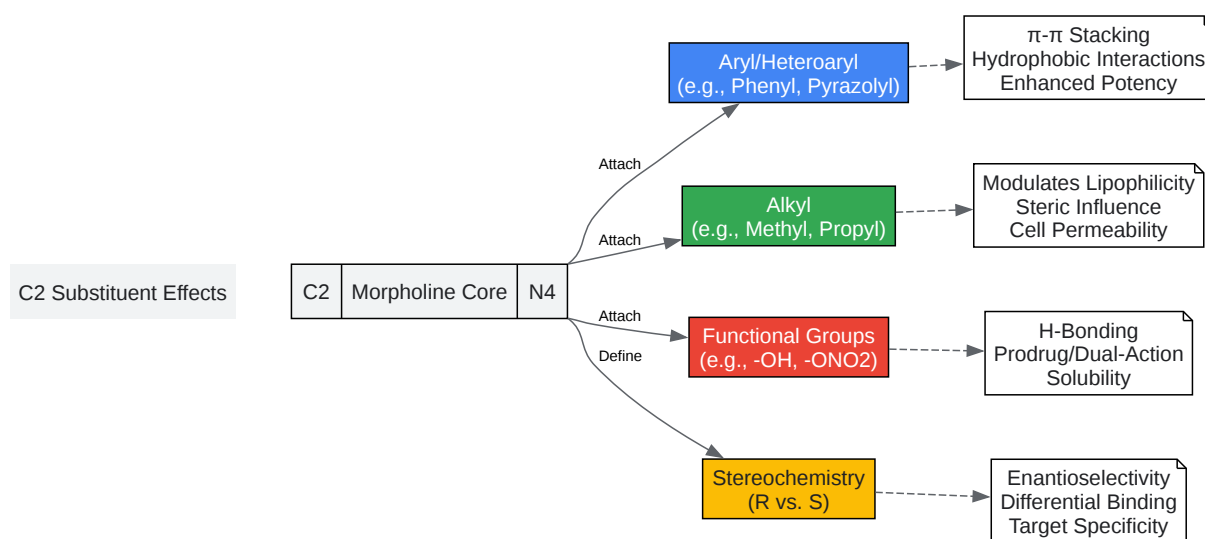 C2 Substituent Effects
C2
Morpholine Core
N4
Attach
Attach
Attach
Define
Aryl/Heteroaryl
(e.g., Phenyl, Pyrazolyl)
π-π Stacking
Hydrophobic Interactions
Enhanced Potency
Alkyl
(e.g., Methyl, Propyl)
Modulates Lipophilicity
Steric Influence
Cell Permeability
Functional Groups
(e.g., -OH, -ONO2)
H-Bonding
Prodrug/Dual-Action
Solubility
Stereochemistry
(R vs. S)
Enantioselectivity
Differential Binding
Target Specificity